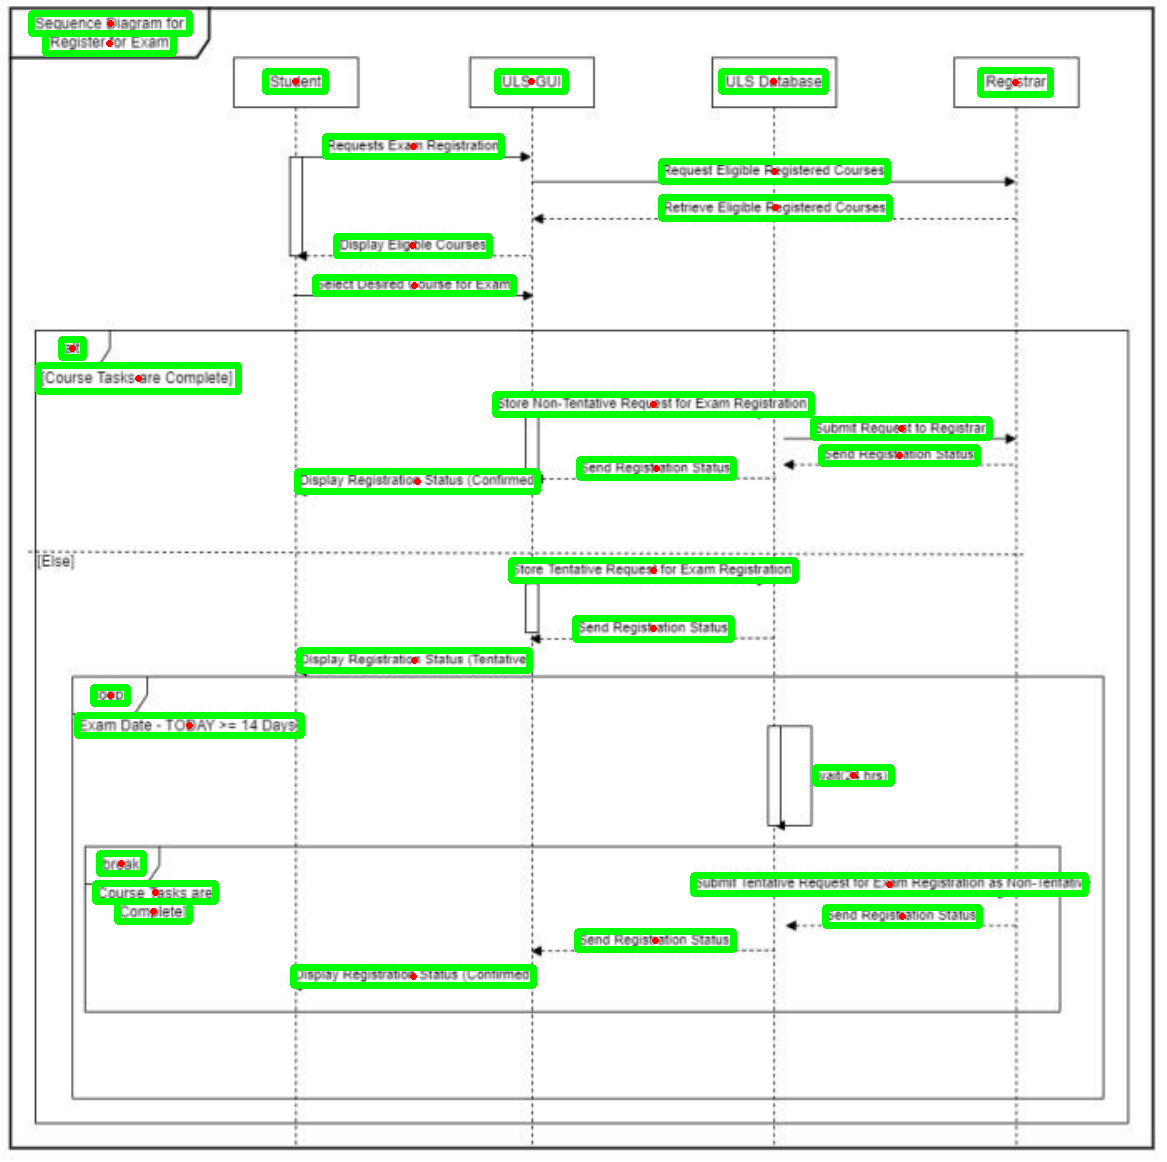 Sequence Diagram for
Register for Exam
Student
ULS GUI
ULS Database
Registrar
Requests Exam Registration
Request Eligible Registered Courses
Retrieve Eligible Registered Courses
Display Eligible Courses
Select Desired Course for Exam
alt
[Course Tasks are Complete]
Store Non-Tentative Request for Exam Registration
Submit Request to Registrar
Send Registration Status
Send Registration Status
Display Registration Status (Confirmed
[Else]
Store Tentative Request for Exam Registration
Send Registration Status
Display Registration Status (Tentative
loop
Exam Date - TODAY >= 14 Days
wait(24 hrs)
break
Course Tasks are
Complete]
Submit Tentative Request for Exam Registration as Non-Tentative
Send Registration Status
Send Registration Status
Display Registration Status (Confirmed